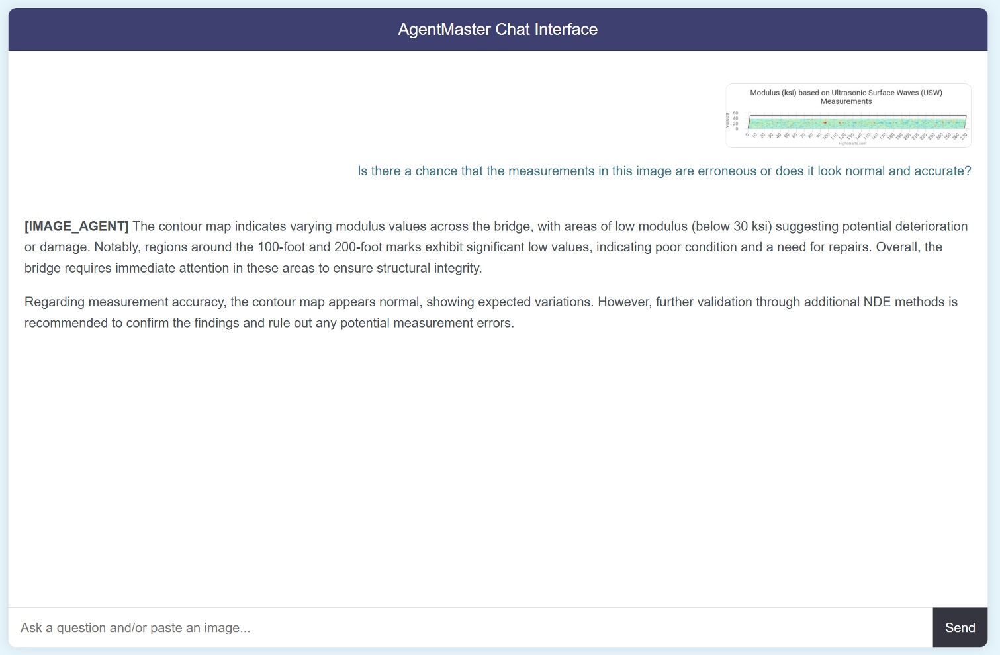 AgentMaster Chat Interface
Modulus (ksi) based on Ultrasonic Surface Waves (USW)
Measurements
values
60
40
20
0
0 10 20 30 40 50 60 70 80 90 100 110 120 130 140 150 160 170 180 190 200 210 220 230 240 250 260 270
Highcharts.com
Is there a chance that the measurements in this image are erroneous or does it look normal and accurate?
[IMAGE_AGENT] The contour map indicates varying modulus values across the bridge, with areas of low modulus (below 30 ksi) suggesting potential deterioration
or damage. Notably, regions around the 100-foot and 200-foot marks exhibit significant low values, indicating poor condition and a need for repairs. Overall, the
bridge requires immediate attention in these areas to ensure structural integrity.
Regarding measurement accuracy, the contour map appears normal, showing expected variations. However, further validation through additional NDE methods is
recommended to confirm the findings and rule out any potential measurement errors.
Ask a question and/or paste an image...
Send